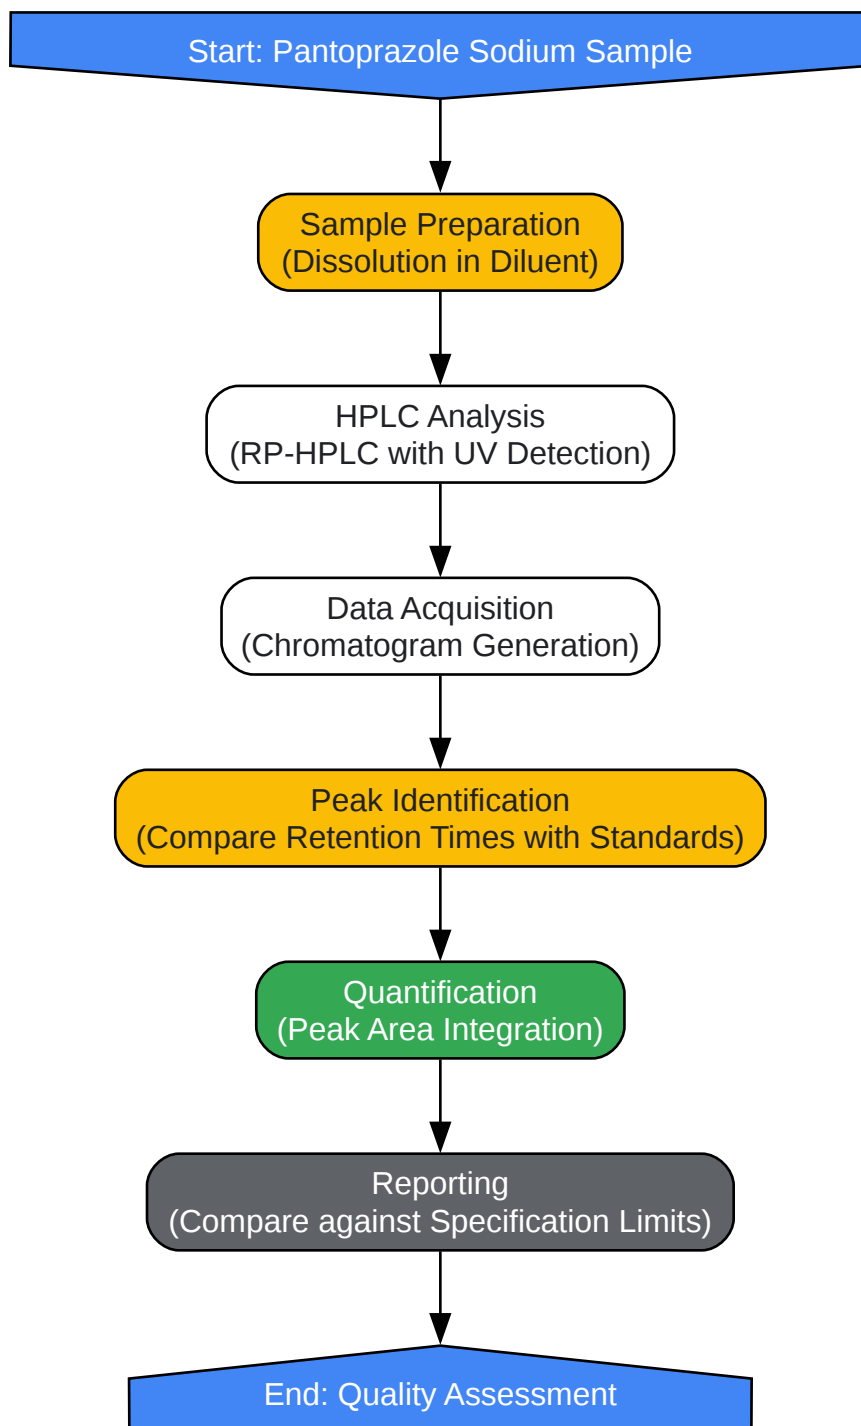 Start: Pantoprazole Sodium Sample
Sample Preparation
(Dissolution in Diluent)
HPLC Analysis
(RP-HPLC with UV Detection)
Data Acquisition
(Chromatogram Generation)
Peak Identification
(Compare Retention Times with Standards)
Quantification
(Peak Area Integration)
Reporting
(Compare against Specification Limits)
End: Quality Assessment